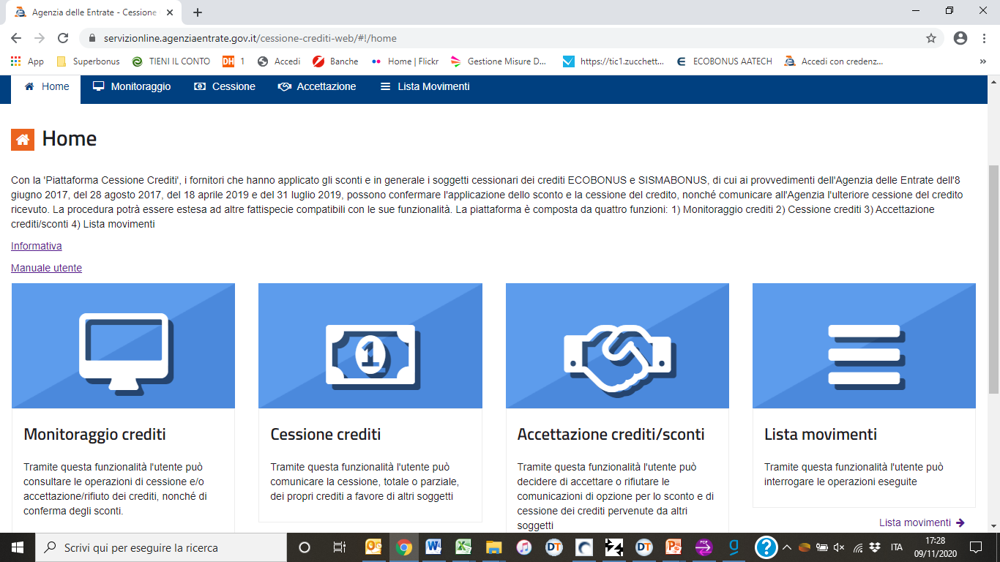 Agenzia delle Entrate - Cessione
servizionline.agenziaentrate.gov.it/cessione-crediti-web/#!/home
App
Superbonus
TIENI IL CONTO
DH 1
Accedi
Banche
Home | Flickr
Gestione Misure D...
https://tic1.zucchett...
ECOBONUS AATECH
Accedi con credenz...
»
Home
Monitoraggio
Cessione
Accettazione
Lista Movimenti
Home
Con la 'Piattaforma Cessione Crediti', i fornitori che hanno applicato gli sconti e in generale i soggetti cessionari dei crediti ECOBONUS e SISMABONUS, di cui ai provvedimenti dell'Agenzia delle Entrate dell'8
giugno 2017, del 28 agosto 2017, del 18 aprile 2019 e del 31 luglio 2019, possono confermare l'applicazione dello sconto e la cessione del credito, nonché comunicare all'Agenzia l'ulteriore cessione del credito
ricevuto. La procedura potrà essere estesa ad altre fattispecie compatibili con le sue funzionalità. La piattaforma è composta da quattro funzioni: 1) Monitoraggio crediti 2) Cessione crediti 3) Accettazione
crediti/sconti 4) Lista movimenti
Informativa
Manuale utente
1
Monitoraggio crediti
Tramite questa funzionalità l'utente può
consultare le operazioni di cessione e/o
accettazione/rifiuto dei crediti, nonché di
conferma degli sconti.
Cessione crediti
Tramite questa funzionalità l'utente può
comunicare la cessione, totale o parziale,
dei propri crediti a favore di altri soggetti
Accettazione crediti/sconti
Tramite questa funzionalità l'utente può
decidere di accettare o rifiutare le
comunicazioni di opzione per lo sconto e di
cessione dei crediti pervenute da altri
soggetti
Lista movimenti
Tramite questa funzionalità l'utente può
interrogare le operazioni eseguite
Lista movimenti
Scrivi qui per eseguire la ricerca
DT
DT
PDF
g
?
ITA
17:28
09/11/2020